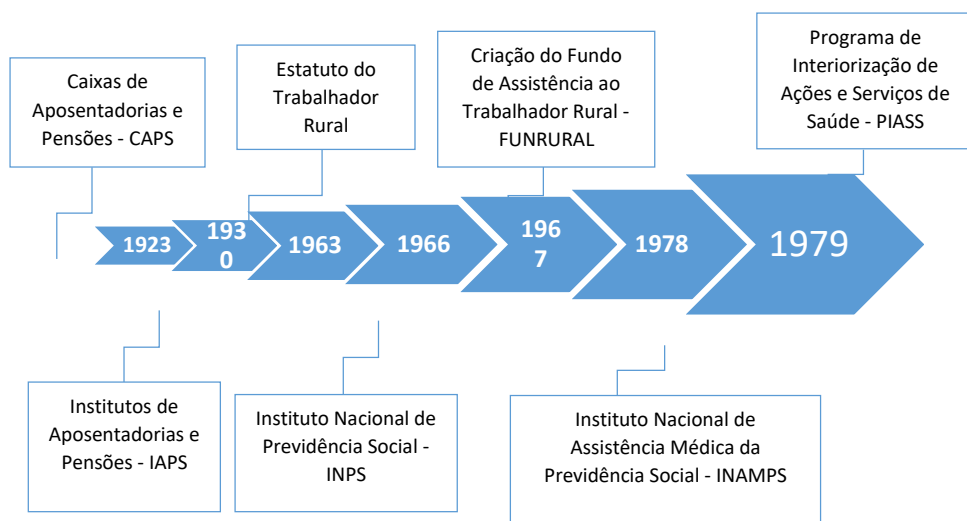 Caixas de
Aposentadorias e
Pensões - CAPS
Estatuto do
Trabalhador
Rural
Criação do Fundo
de Assistência ao
Trabalhador Rural -
FUNRURAL
Programa de
Interiorização de
Ações e Serviços de
Saúde - PIASS
1923
193
0
1963
1966
196
7
1978
1979
Institutos de
Aposentadorias e
Pensões - IAPS
Instituto Nacional de
Previdência Social -
INPS
Instituto Nacional de
Assistência Médica da
Previdência Social - INAMPS